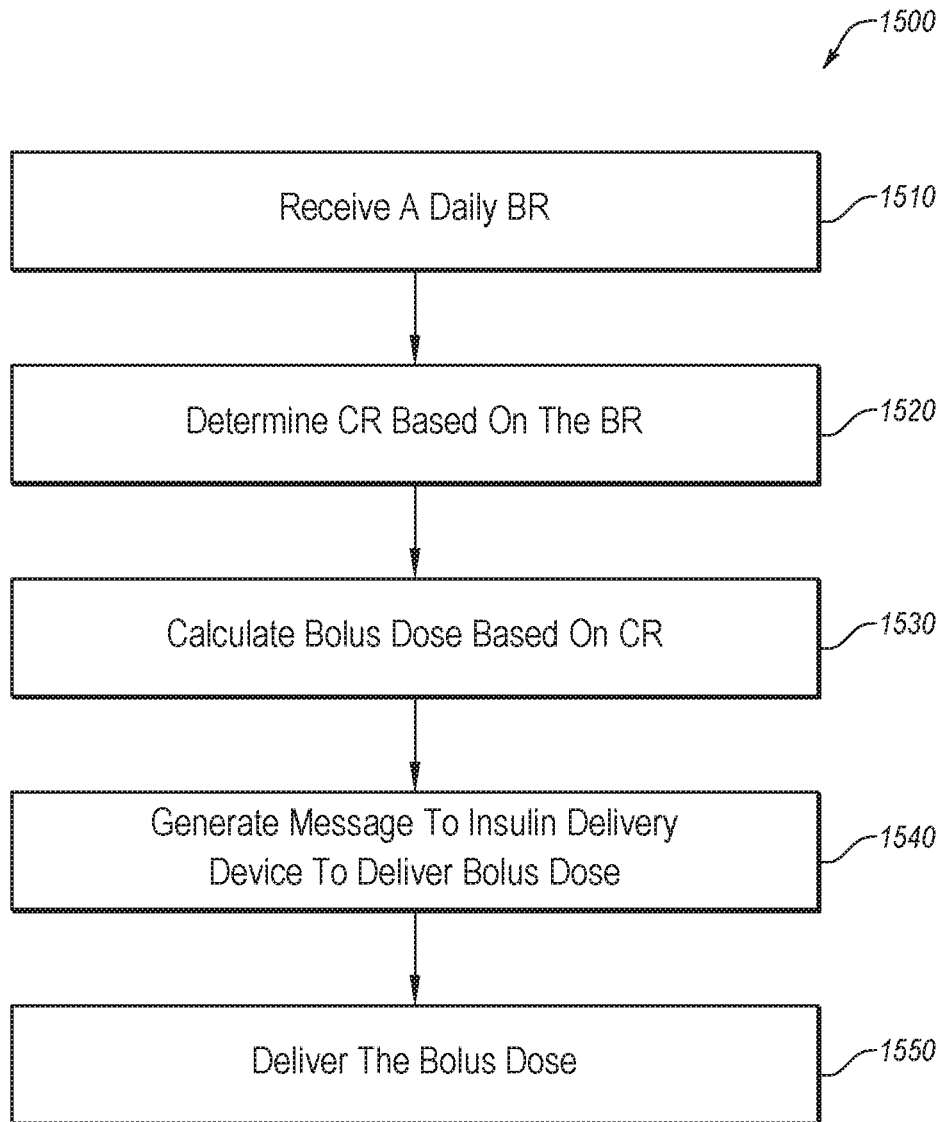 1500
Receive A Daily BR
1510
Determine CR Based On The BR
1520
Calculate Bolus Dose Based On CR
1530
Generate Message To Insulin Delivery
Device To Deliver Bolus Dose
1540
Deliver The Bolus Dose
1550